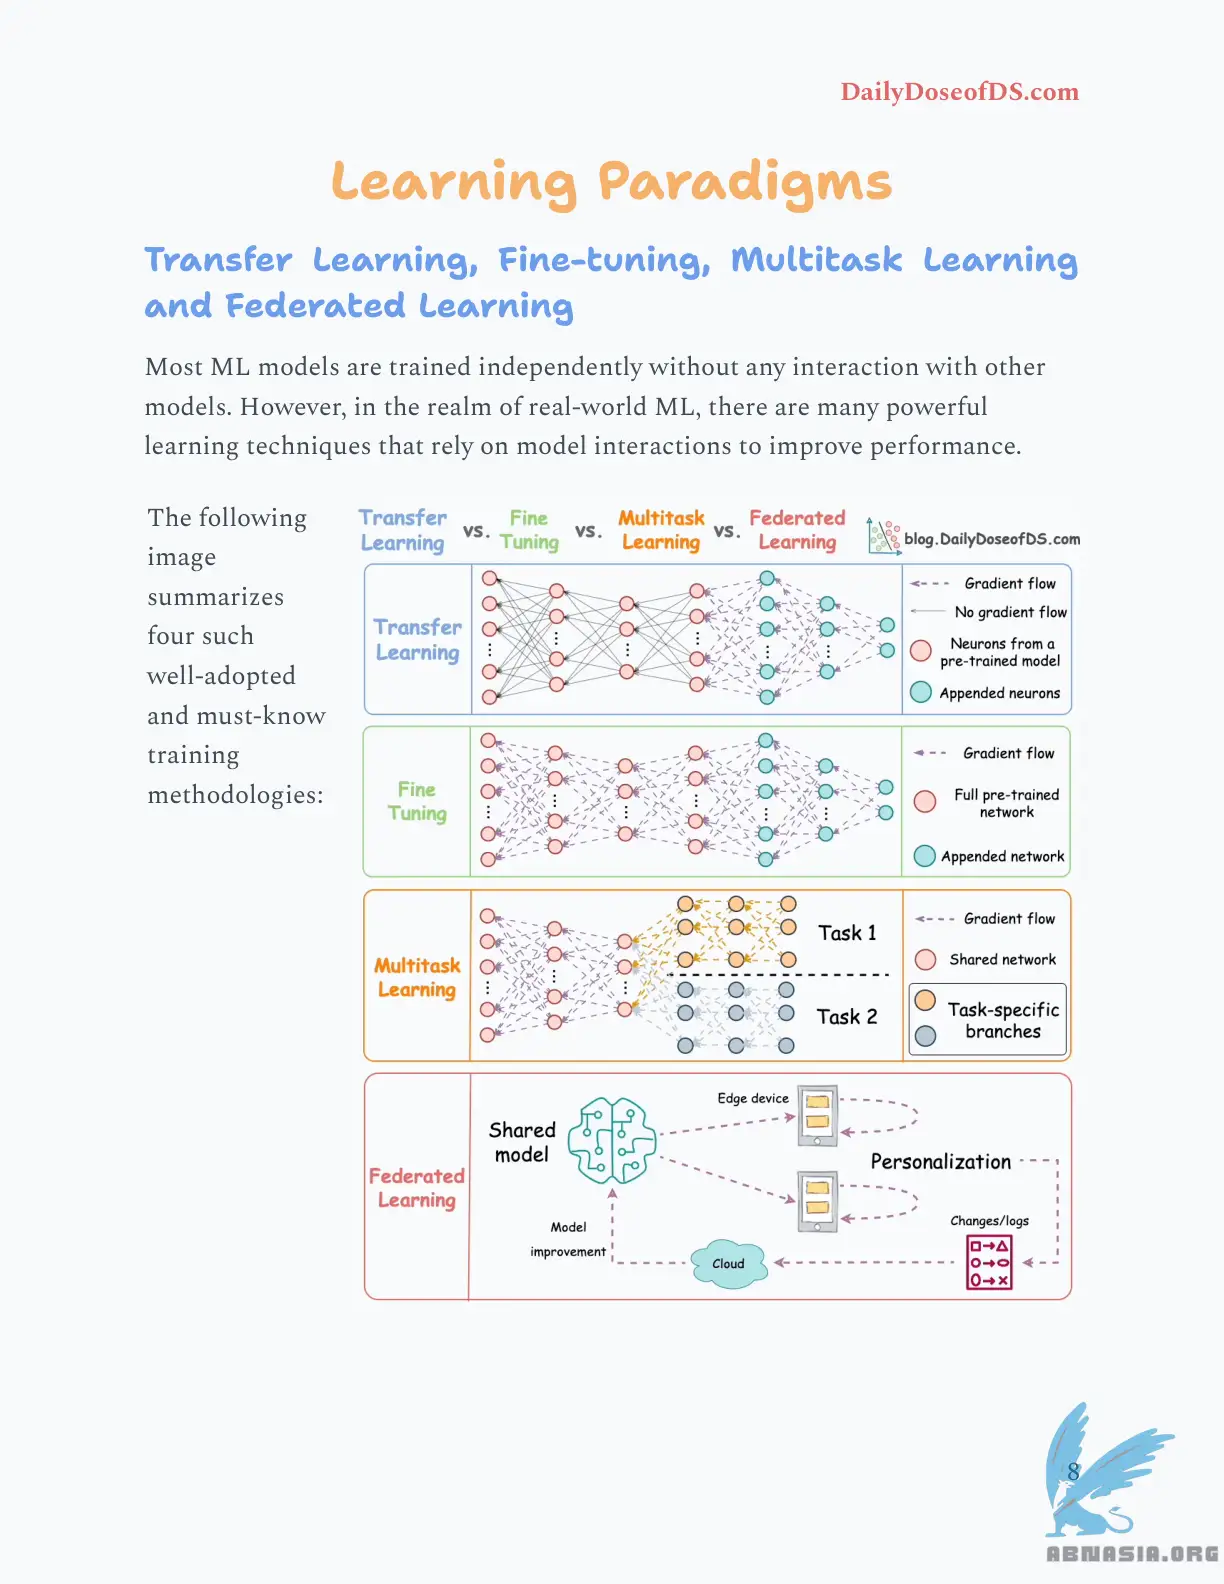 DailyDoseofDS.com
Learning Paradigms
Transfer Learning, Fine-tuning, Multitask Learning
and Federated Learning
Most ML models are trained independently without any interaction with other
models. However, in the realm of real-world ML, there are many powerful
learning techniques that rely on model interactions to improve performance.
The following
image
summarizes
four such
well-adopted
and must-know
training
methodologies:
Transfer
Learning
vs.
Fine
Tuning
vs.
Multitask
Learning
vs.
Federated
Learning
blog.DailyDoseofDS.com
Transfer
Learning
Gradient flow
No gradient flow
Neurons from a
pre-trained model
Appended neurons
Fine
Tuning
Gradient flow
Full pre-trained
network
Appended network
Multitask
Learning
Task 1
Task 2
Gradient flow
Shared network
Task-specific
branches
Federated
Learning
Shared
model
Edge device
Personalization
Changes/logs
Model
improvement
Cloud
8
ABNASIA.ORG